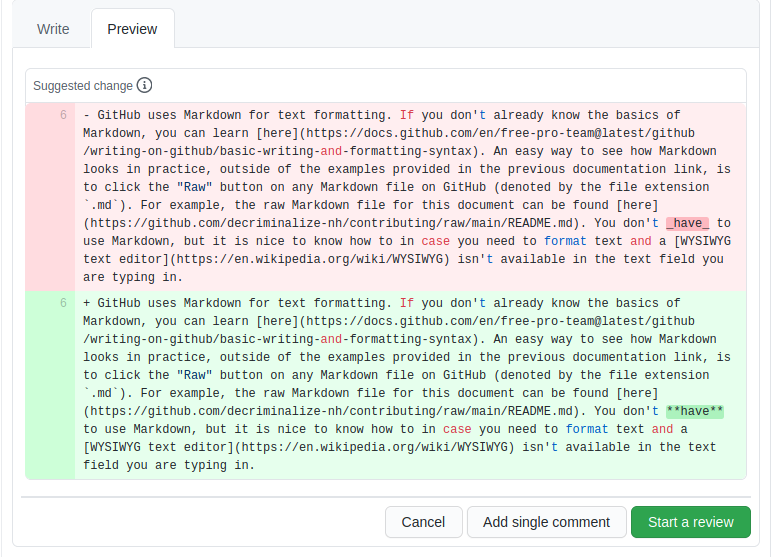 Write Preview
Suggested change
6 - GitHub uses Markdown for text formatting. If you don't already know the basics of
Markdown, you can learn [here](https://docs.github.com/en/free-pro-team@latest/github
/writing-on-github/basic-writing-and-formatting-syntax). An easy way to see how Markdown
looks in practice, outside of the examples provided in the previous documentation link, is
to click the "Raw" button on any Markdown file on GitHub (denoted by the file extension
`.md`). For example, the raw Markdown file for this document can be found [here]
(https://github.com/decriminalize-nh/contributing/raw/main/README.md). You don't _have_ to
use Markdown, but it is nice to know how to in case you need to format text and a [WYSIWYG
text editor](https://en.wikipedia.org/wiki/WYSIWYG) isn't available in the text field you
are typing in.
6 + GitHub uses Markdown for text formatting. If you don't already know the basics of
Markdown, you can learn [here](https://docs.github.com/en/free-pro-team@latest/github
/writing-on-github/basic-writing-and-formatting-syntax). An easy way to see how Markdown
looks in practice, outside of the examples provided in the previous documentation link, is
to click the "Raw" button on any Markdown file on GitHub (denoted by the file extension
`.md`). For example, the raw Markdown file for this document can be found [here]
(https://github.com/decriminalize-nh/contributing/raw/main/README.md). You don't **have**
to use Markdown, but it is nice to know how to in case you need to format text and a
[WYSIWYG text editor](https://en.wikipedia.org/wiki/WYSIWYG) isn't available in the text
field you are typing in.
Cancel Add single comment Start a review